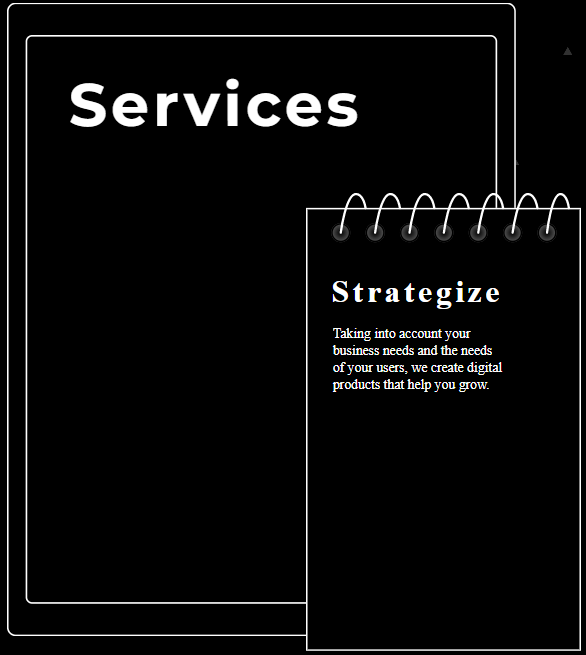 Services
Strategize
Taking into account your
business needs and the needs
of your users, we create digital
products that help you grow.